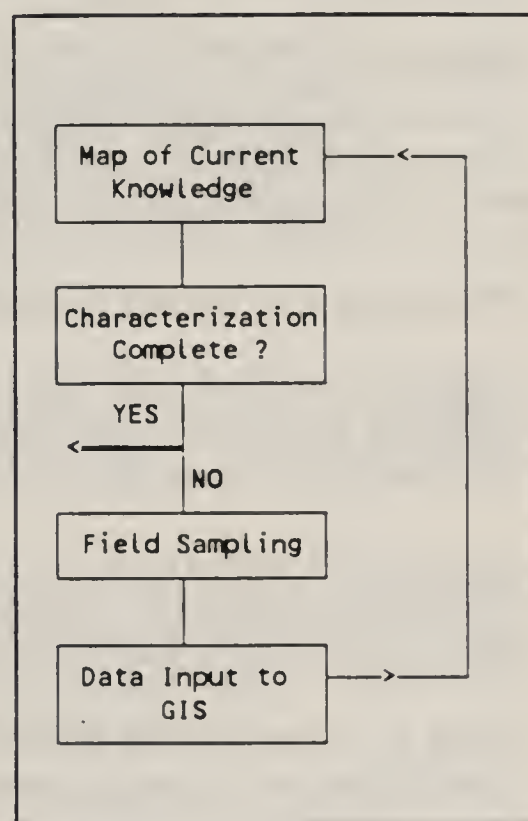 Map of Current
Knowledge
<
Characterization
Complete ?
YES
<
NO
Field Sampling
Data Input to
GIS
>